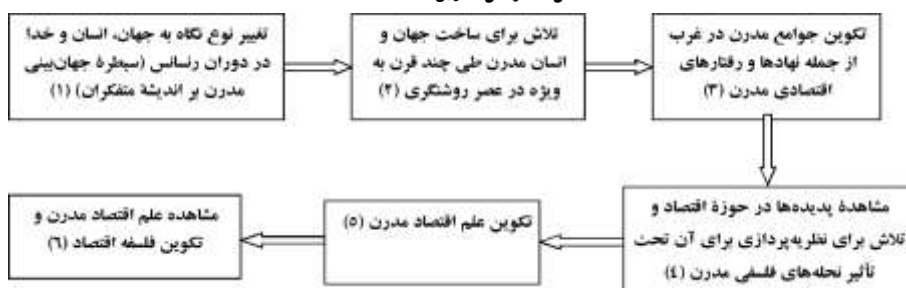 تغییر نوع نگاه به جهان، انسان و خدا
در دوران رنسانس (سیطرهٔ جهان‌بینی
مدرن بر اندیشهٔ متفکران) (۱)
تلاش برای ساخت جهان و
انسان مدرن طی چند قرن به
ویژه در عصر روشنگری (۲)
تکوین جوامع مدرن در غرب
از جمله نهادها و رفتارهای
اقتصادی مدرن (۳)
مشاهدهٔ پدیده‌ها در حوزهٔ اقتصاد و
تلاش برای نظریه‌پردازی برای آن تحت
تأثیر نحله‌های فلسفی مدرن (٤)
تکوین علم اقتصاد مدرن (۵)
مشاهده علم اقتصاد مدرن و
تکوین فلسفه اقتصاد (۶)